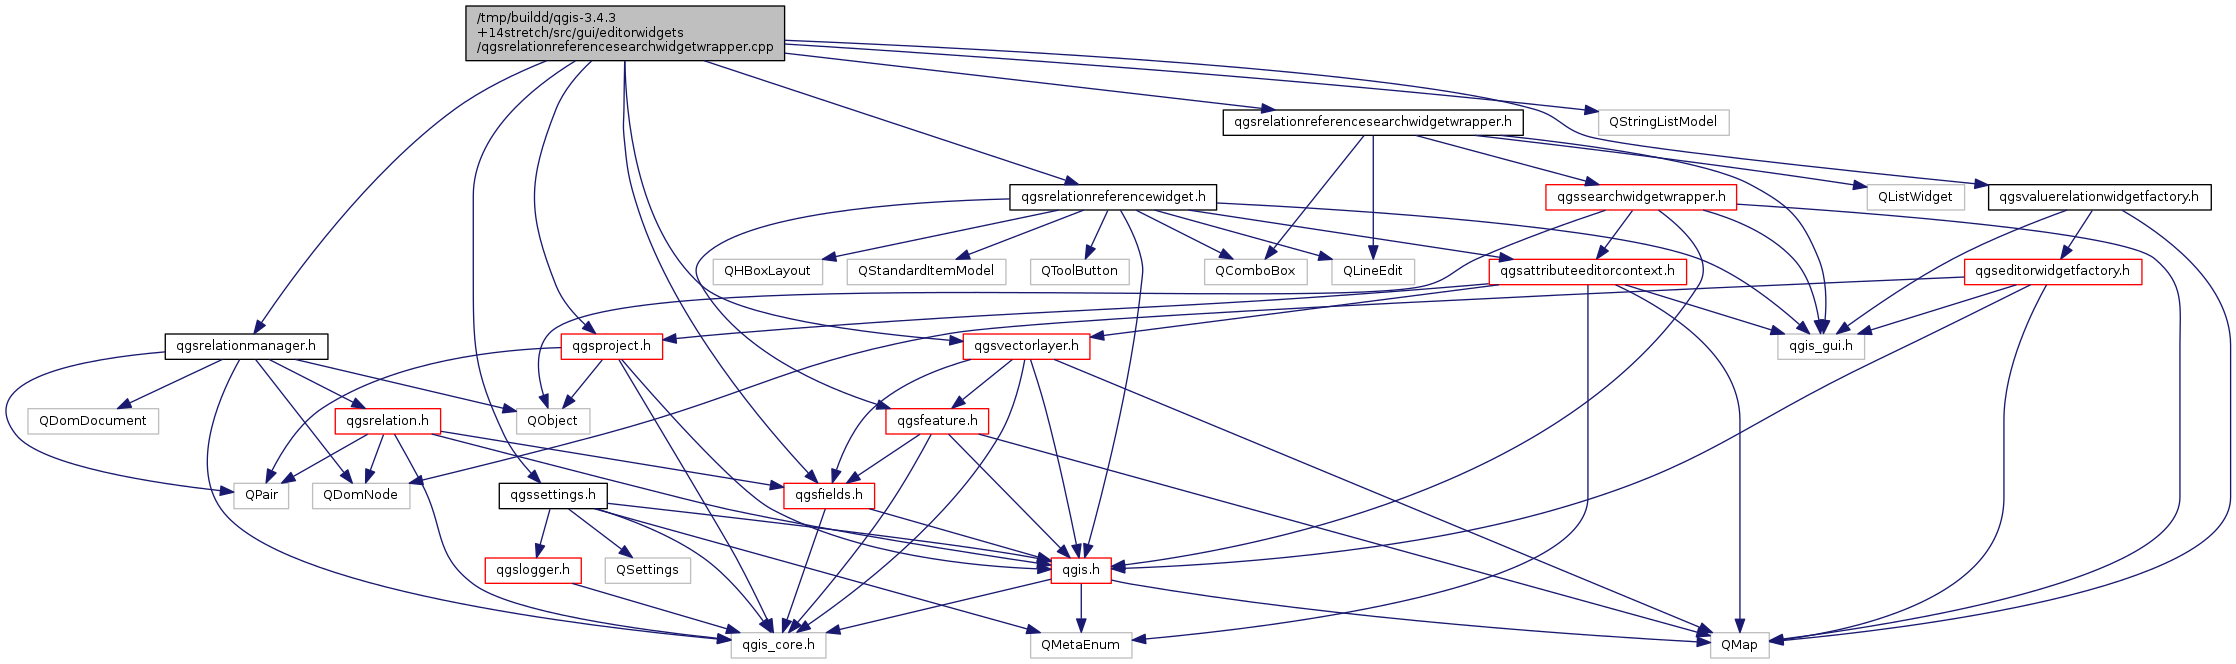 /tmp/buildd/qgis-3.4.3
+14stretch/src/gui/editorwidgets
/qgsrelationreferencesearchwidgetwrapper.cpp
qgsrelationreferencesearchwidgetwrapper.h
QStringListModel
qgsrelationreferencewidget.h
qgssearchwidgetwrapper.h
QListWidget
qgsvaluerelationwidgetfactory.h
QHBoxLayout
QStandardItemModel
QToolButton
QComboBox
QLineEdit
qgsattributeeditorcontext.h
qgseditorwidgetfactory.h
qgsrelationmanager.h
qgsproject.h
qgsvectorlayer.h
qgis_gui.h
QDomDocument
qgsrelation.h
QObject
qgsfeature.h
QPair
QDomNode
qgssettings.h
qgsfields.h
qgslogger.h
QSettings
qgis.h
qgis_core.h
QMetaEnum
QMap